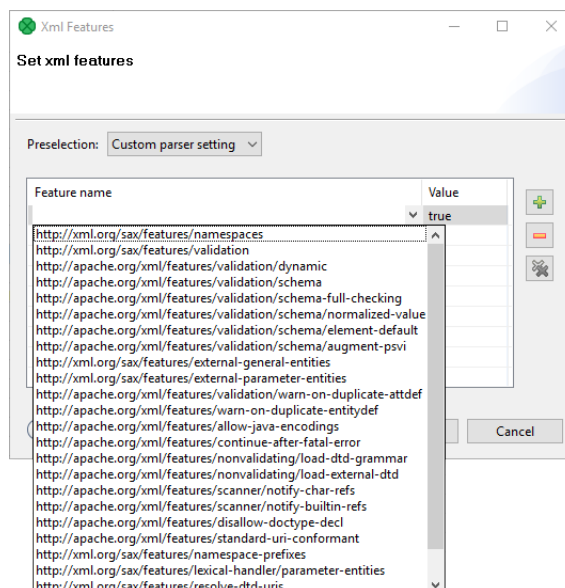 Xml Features
Set xml features
Preselection: Custom parser setting
Feature name Value
true
http://xml.org/sax/features/namespaces
http://xml.org/sax/features/validation
http://apache.org/xml/features/validation/dynamic
http://apache.org/xml/features/validation/schema
http://apache.org/xml/features/validation/schema-full-checking
http://apache.org/xml/features/validation/schema/normalized-value
http://apache.org/xml/features/validation/schema/element-default
http://apache.org/xml/features/validation/schema/augment-psvi
http://xml.org/sax/features/external-general-entities
http://xml.org/sax/features/external-parameter-entities
http://apache.org/xml/features/validation/warn-on-duplicate-attdef
http://apache.org/xml/features/warn-on-duplicate-entitydef
http://apache.org/xml/features/allow-java-encodings
http://apache.org/xml/features/continue-after-fatal-error
http://apache.org/xml/features/nonvalidating/load-dtd-grammar
http://apache.org/xml/features/nonvalidating/load-external-dtd
http://apache.org/xml/features/scanner/notify-char-refs
http://apache.org/xml/features/scanner/notify-builtin-refs
http://apache.org/xml/features/disallow-doctype-decl
http://apache.org/xml/features/standard-uri-conformant
http://xml.org/sax/features/namespace-prefixes
http://xml.org/sax/features/lexical-handler/parameter-entities
http://xml.org/sax/features/resolve-dtd-uris
Cancel